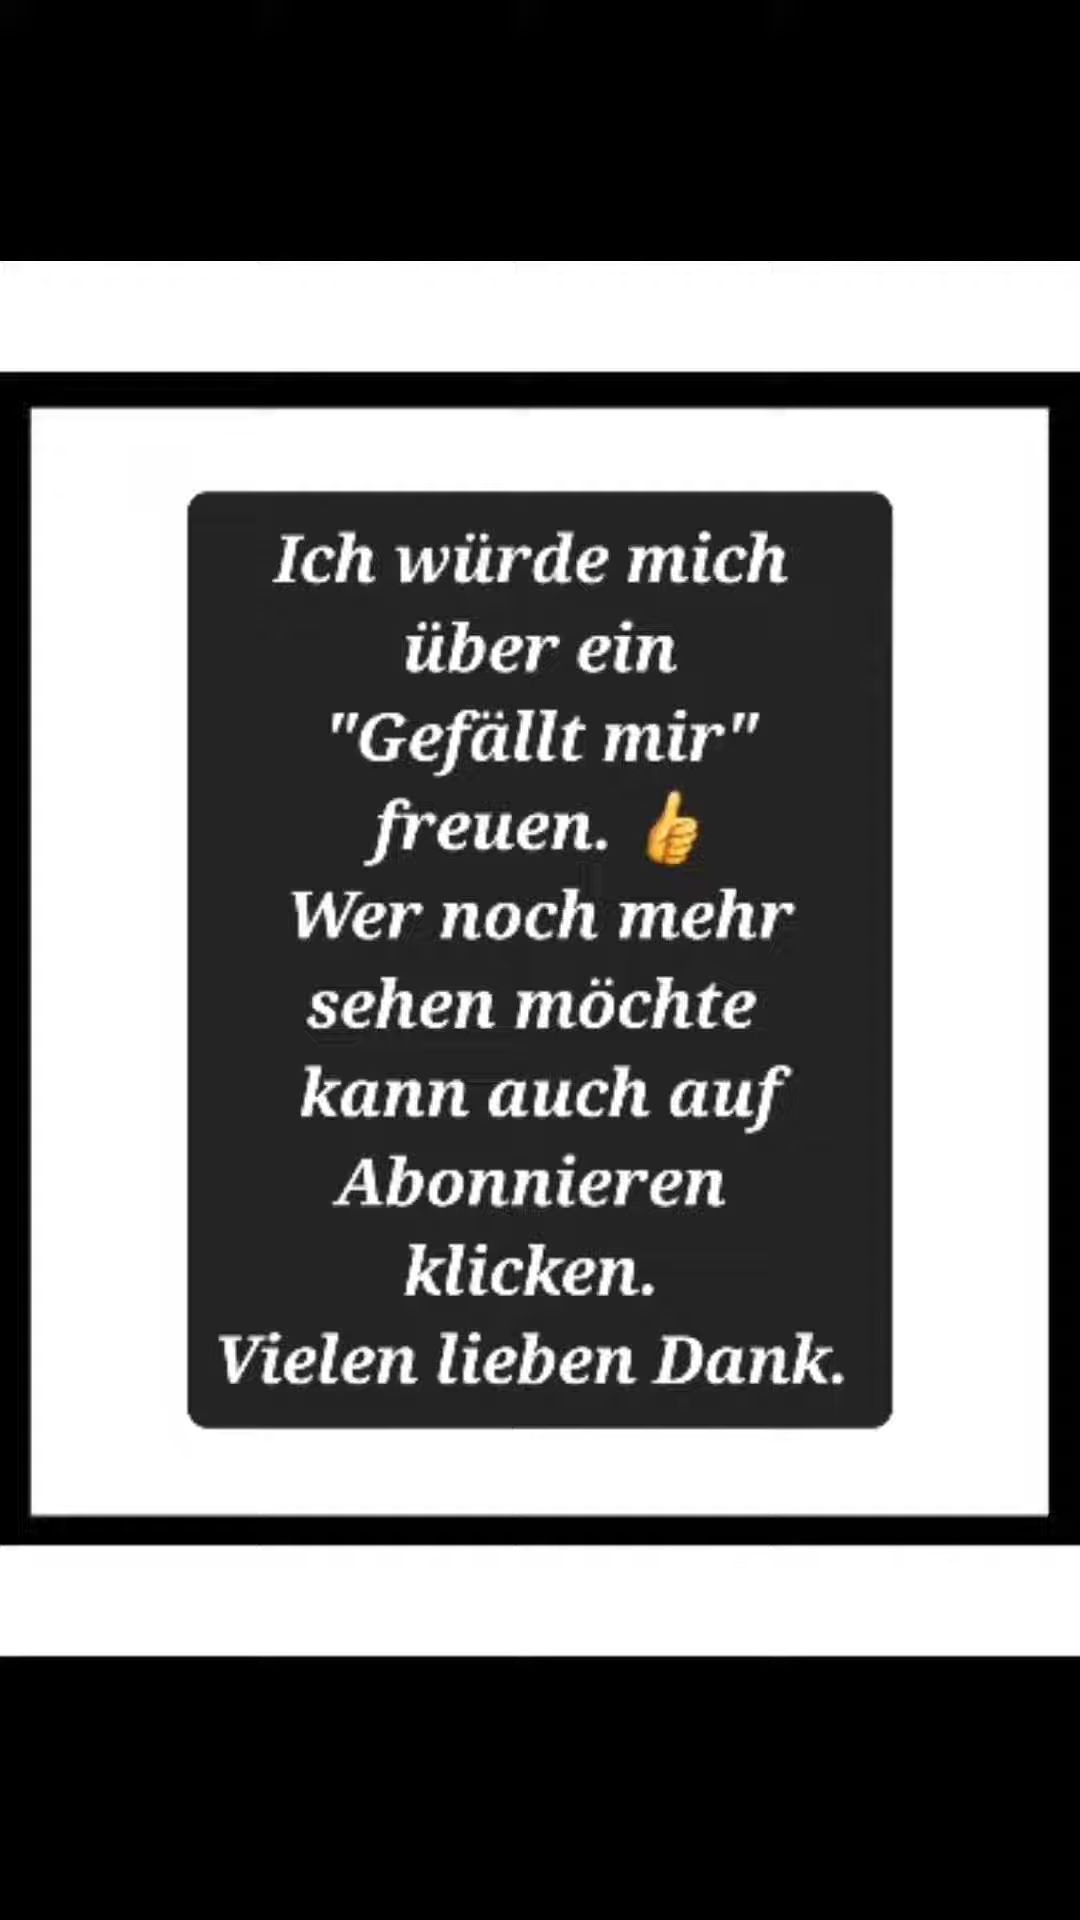 Ich würde mich
über ein
"Gefällt mir"
freuen. 👍
Wer noch mehr
sehen möchte
kann auch auf
Abonnieren
klicken.
Vielen lieben Dank.